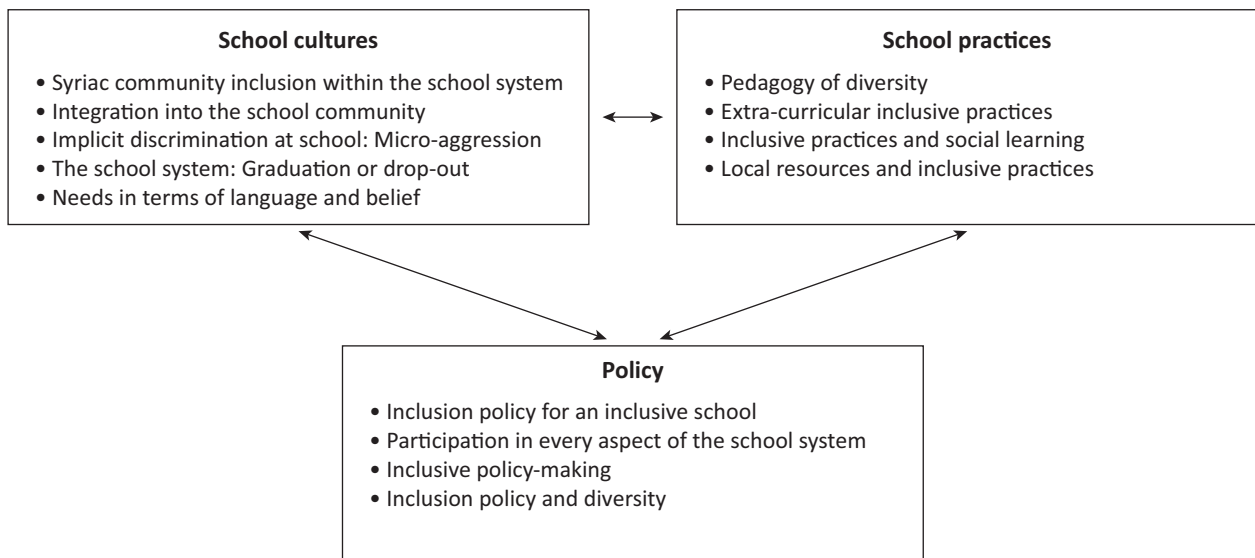 School cultures
• Syriac community inclusion within the school system
• Integration into the school community
• Implicit discrimination at school: Micro-aggression
• The school system: Graduation or drop-out
• Needs in terms of language and belief
School practices
• Pedagogy of diversity
• Extra-curricular inclusive practices
• Inclusive practices and social learning
• Local resources and inclusive practices
Policy
• Inclusion policy for an inclusive school
• Participation in every aspect of the school system
• Inclusive policy-making
• Inclusion policy and diversity